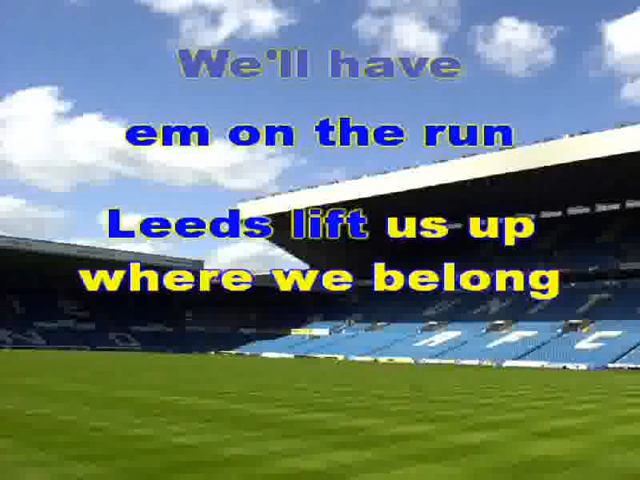 We'll have
em on the run
Leeds lift us up
where we belong
A F C